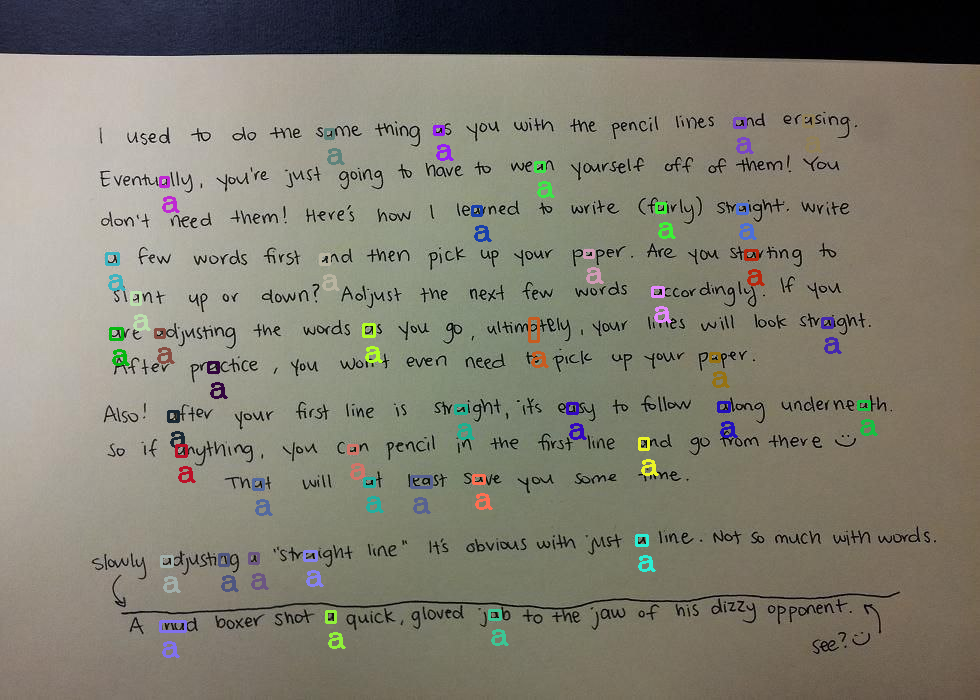 I used to do the same thing as you with the pencil lines and erasing.
Eventually, you're just going to have to wean yourself off of them! You
don't need them! Here's how I learned to write (fairly) straight. Write
a few words first and then pick up your paper. Are you starting to
slant up or down? Adjust the next few words accordingly. If you
are adjusting the words as you go, ultimately, your lines will look straight.
After practice, you won't even need to pick up your paper.
Also! After your first line is straight, it's easy to follow along underneath.
So if anything, you can pencil in the first line and go from there
That will at least save you some time.
slowly adjusting a "straight line" It's obvious with just a line. Not so much with words.
A mad boxer shot a quick, gloved jab to the jaw of his dizzy opponent.
see?